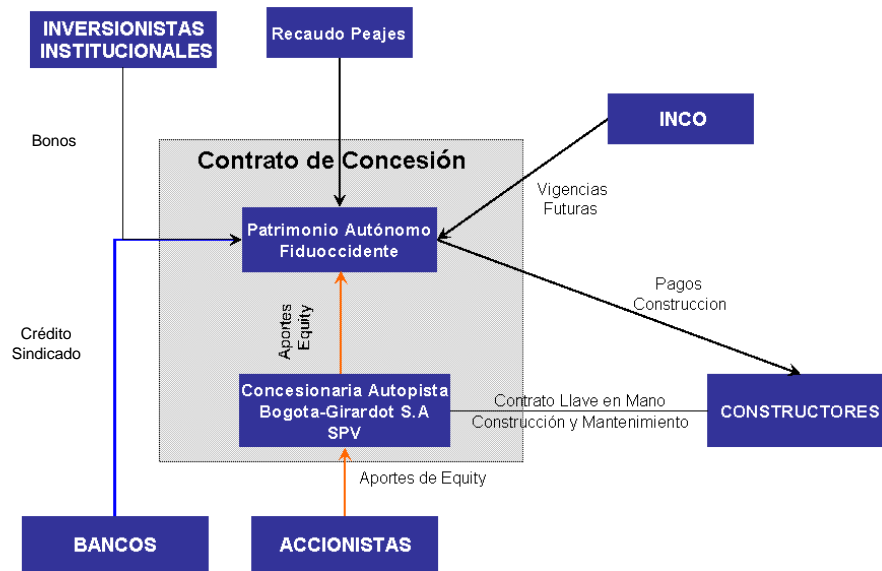 INVERSIONISTAS
INSTITUCIONALES
Recaudo Peajes
INCO
Bonos
Contrato de Concesión
Vigencias
Futuras
Patrimonio Autónomo
Fiduoccidente
Pagos
Construccion
Aportes
Equity
Crédito
Sindicado
Concesionaria Autopista
Bogota-Girardot S.A
SPV
Contrato Llave en Mano
Construcción y Mantenimiento
CONSTRUCTORES
Aportes de Equity
BANCOS
ACCIONISTAS